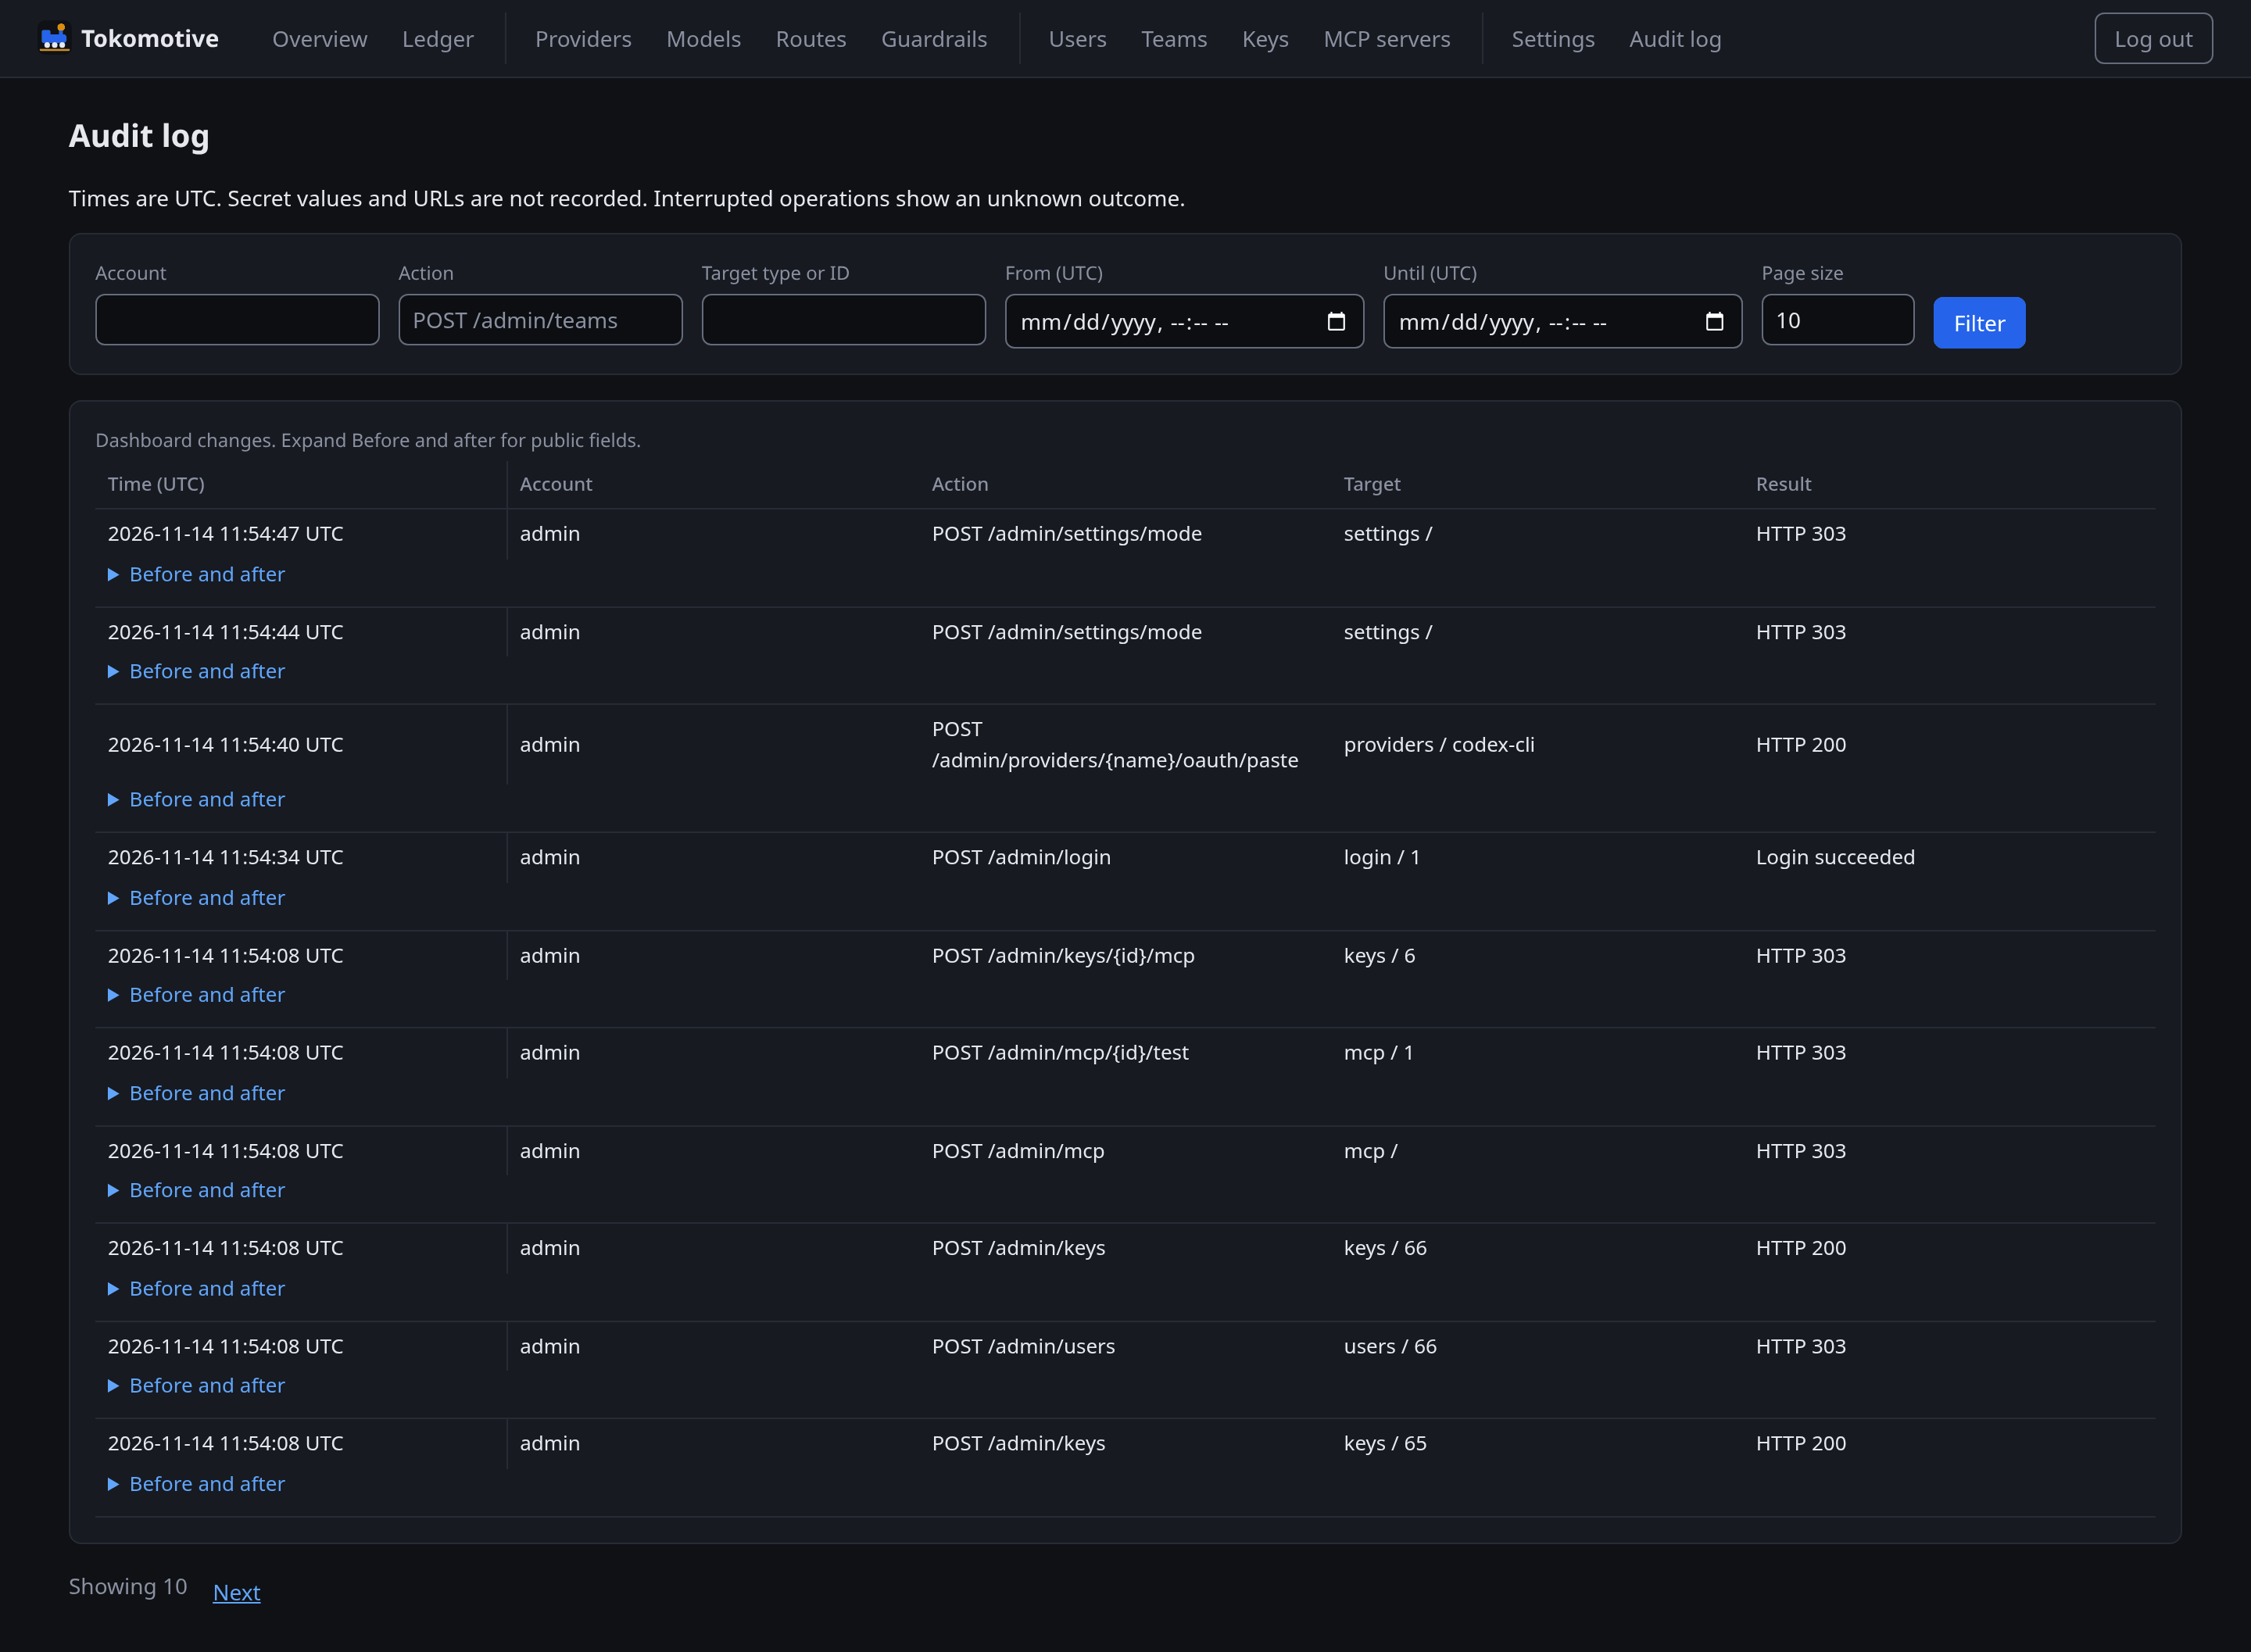 Tokomotive Overview Ledger Providers Models Routes Guardrails Users Teams Keys MCP servers Settings Audit log Log out
Audit log
Times are UTC. Secret values and URLs are not recorded. Interrupted operations show an unknown outcome.
Account Action Target type or ID From (UTC) Until (UTC) Page size
POST /admin/teams mm/dd/yyyy, --:-- -- mm/dd/yyyy, --:-- -- 10 Filter
Dashboard changes. Expand Before and after for public fields.
Time (UTC) Account Action Target Result
2026-11-14 11:54:47 UTC admin POST /admin/settings/mode settings / HTTP 303
Before and after
2026-11-14 11:54:44 UTC admin POST /admin/settings/mode settings / HTTP 303
Before and after
2026-11-14 11:54:40 UTC admin POST /admin/providers/{name}/oauth/paste providers / codex-cli HTTP 200
Before and after
2026-11-14 11:54:34 UTC admin POST /admin/login login / 1 Login succeeded
Before and after
2026-11-14 11:54:08 UTC admin POST /admin/keys/{id}/mcp keys / 6 HTTP 303
Before and after
2026-11-14 11:54:08 UTC admin POST /admin/mcp/{id}/test mcp / 1 HTTP 303
Before and after
2026-11-14 11:54:08 UTC admin POST /admin/mcp mcp / HTTP 303
Before and after
2026-11-14 11:54:08 UTC admin POST /admin/keys keys / 66 HTTP 200
Before and after
2026-11-14 11:54:08 UTC admin POST /admin/users users / 66 HTTP 303
Before and after
2026-11-14 11:54:08 UTC admin POST /admin/keys keys / 65 HTTP 200
Before and after
Showing 10 Next